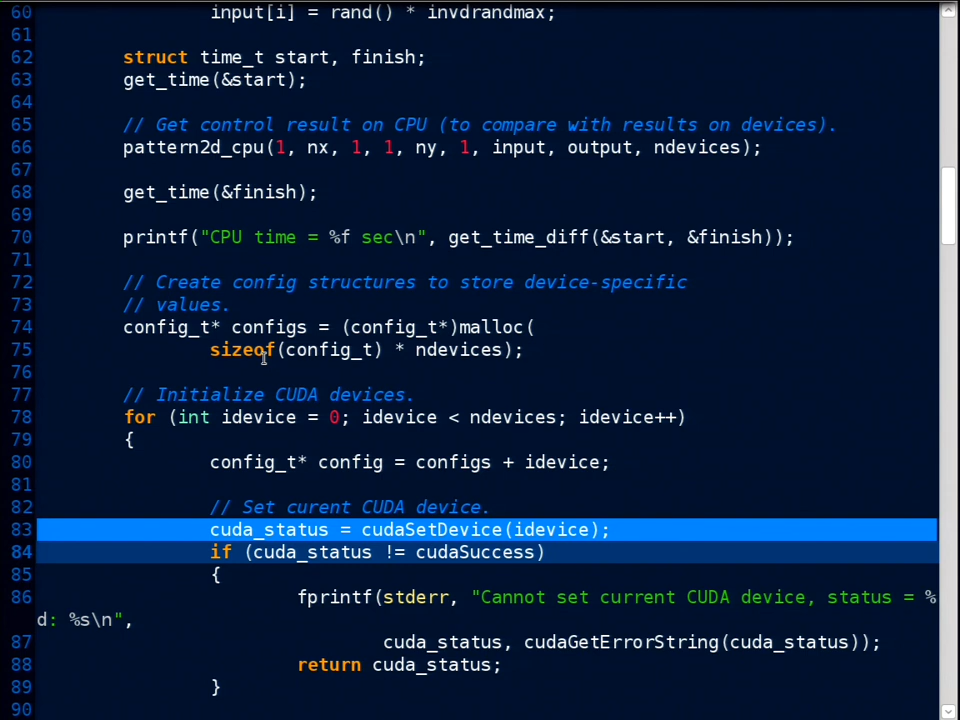 60 input[i] = rand() * invdrandmax;
61
62 struct time_t start, finish;
63 get_time(&start);
64
65 // Get control result on CPU (to compare with results on devices).
66 pattern2d_cpu(1, nx, 1, 1, ny, 1, input, output, ndevices);
67
68 get_time(&finish);
69
70 printf("CPU time = %f sec\n", get_time_diff(&start, &finish));
71
72 // Create config structures to store device-specific
73 // values.
74 config_t* configs = (config_t*)malloc(
75 sizeof(config_t) * ndevices);
76
77 // Initialize CUDA devices.
78 for (int idevice = 0; idevice < ndevices; idevice++)
79 {
80 config_t* config = configs + idevice;
81
82 // Set curent CUDA device.
83 cuda_status = cudaSetDevice(idevice);
84 if (cuda_status != cudaSuccess)
85 {
86 fprintf(stderr, "Cannot set current CUDA device, status = %
d: %s\n",
87 cuda_status, cudaGetErrorString(cuda_status));
88 return cuda_status;
89 }
90